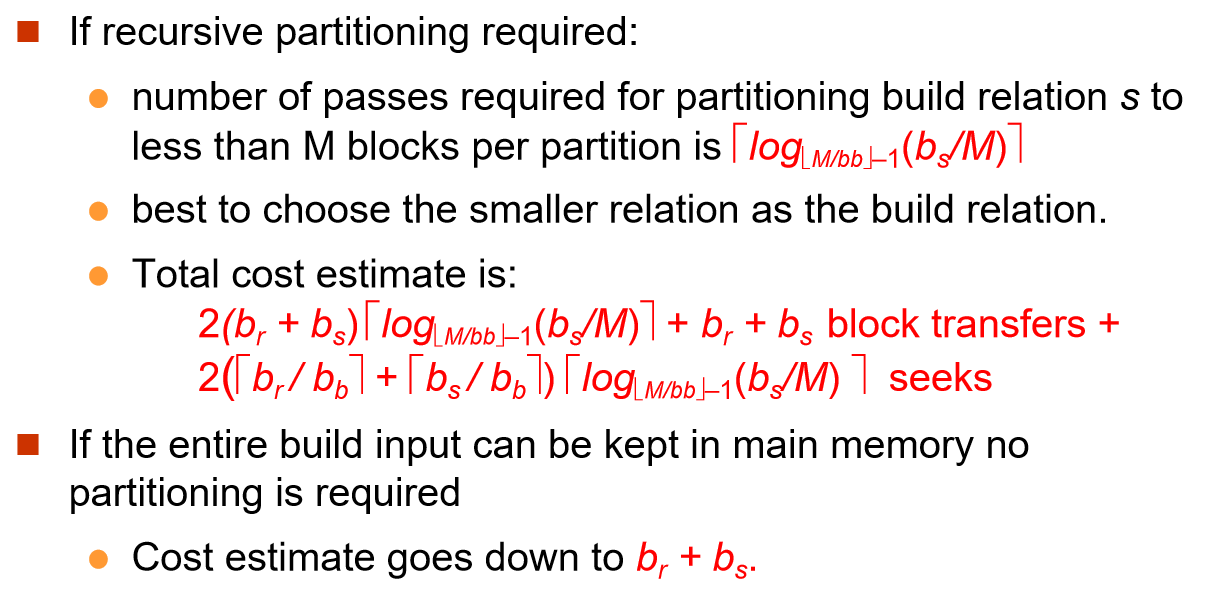 If recursive partitioning required:
number of passes required for partitioning build relation s to
less than M blocks per partition is ⌈log⌊M/bb⌋–1(bs/M)⌉
best to choose the smaller relation as the build relation.
Total cost estimate is:
2(br + bs)⌈log⌊M/bb⌋–1(bs/M)⌉ + br + bs block transfers +
2(⌈br / bb⌉ + ⌈bs / bb⌉) ⌈log⌊M/bb⌋–1(bs/M) ⌉ seeks
If the entire build input can be kept in main memory no
partitioning is required
Cost estimate goes down to br + bs.